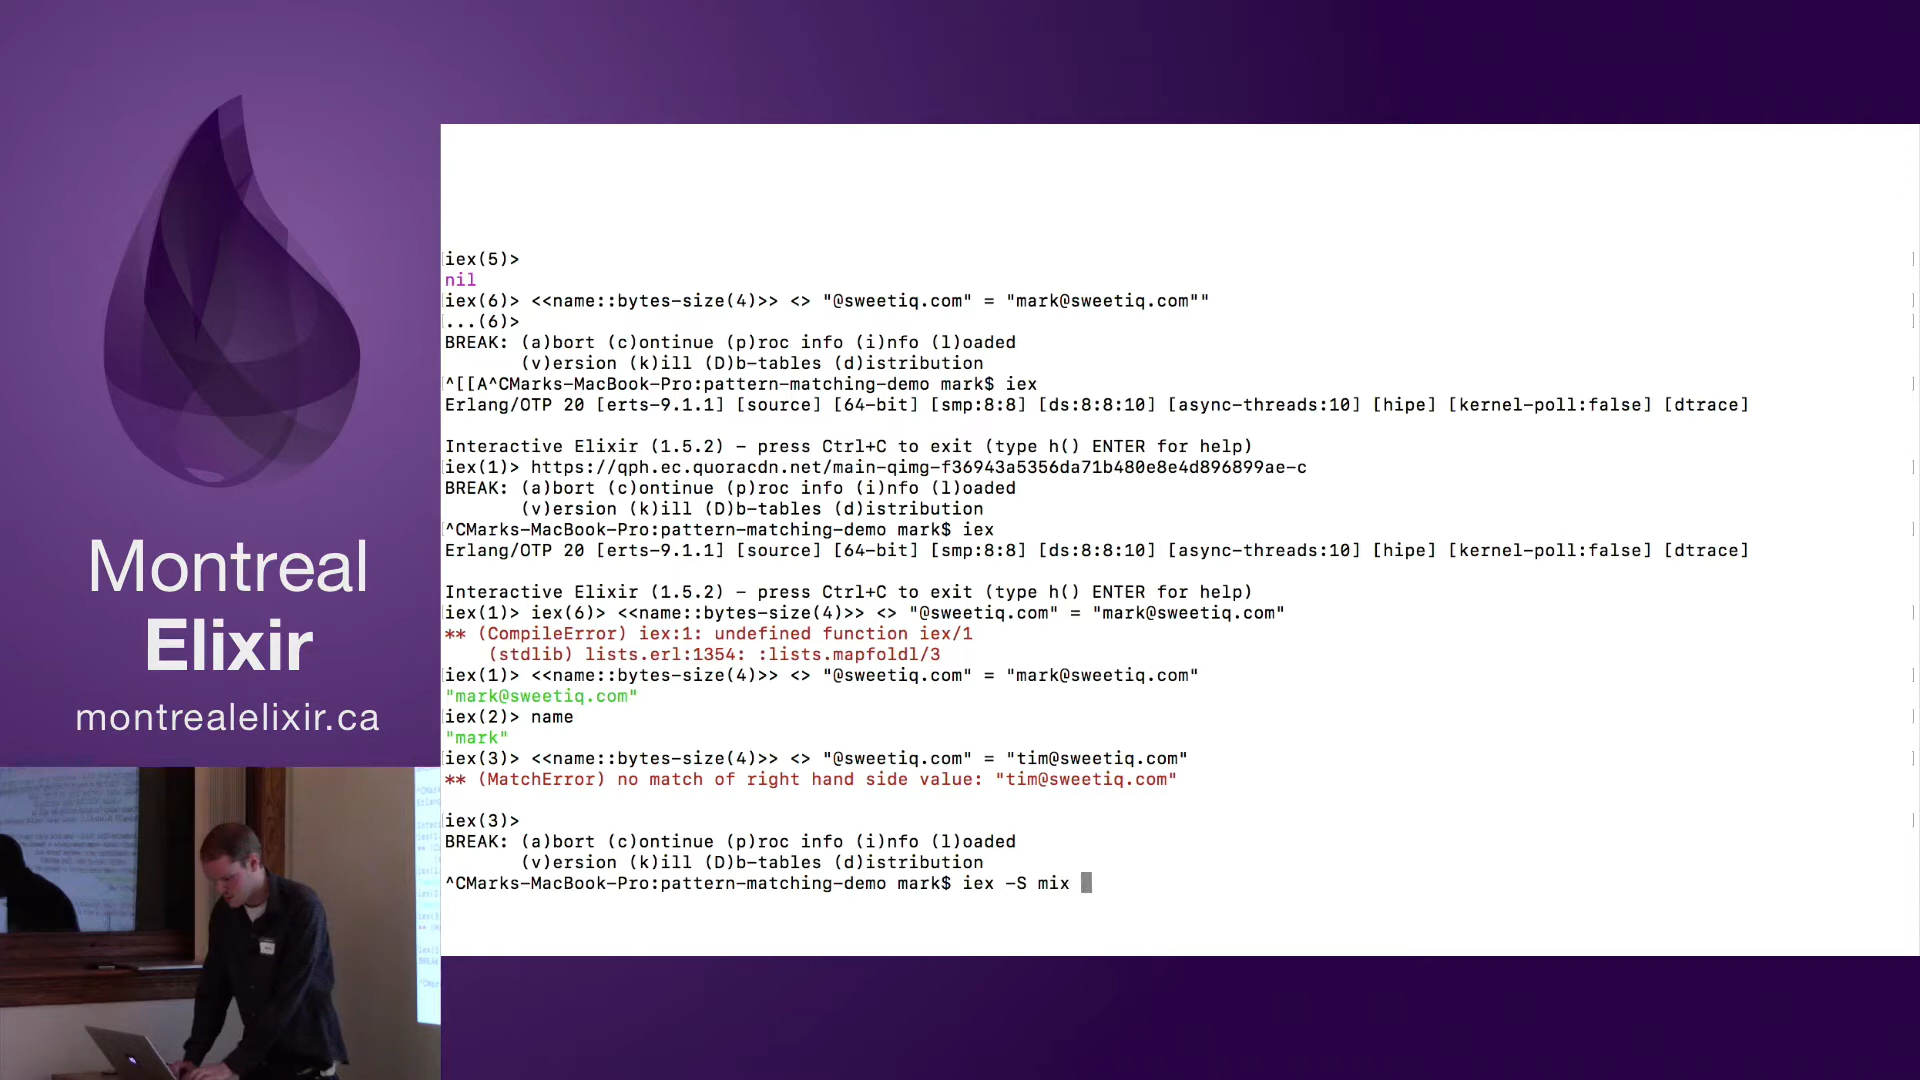 Montreal
Elixir
montrealelixir.ca
iex(5)>
nil
iex(6)> <<name::bytes-size(4)>> <> "@sweetiq.com" = "mark@sweetiq.com""
...(6)>
BREAK: (a)bort (c)ontinue (p)roc info (i)nfo (l)oaded
(v)ersion (k)ill (D)b-tables (d)istribution
^[[A^CMarks-MacBook-Pro:pattern-matching-demo mark$ iex
Erlang/OTP 20 [erts-9.1.1] [source] [64-bit] [smp:8:8] [ds:8:8:10] [async-threads:10] [hipe] [kernel-poll:false] [dtrace]
Interactive Elixir (1.5.2) - press Ctrl+C to exit (type h() ENTER for help)
iex(1)> https://qph.ec.quoracdn.net/main-qimg-f36943a5356da71b480e8e4d896899ae-c
BREAK: (a)bort (c)ontinue (p)roc info (i)nfo (l)oaded
(v)ersion (k)ill (D)b-tables (d)istribution
^CMarks-MacBook-Pro:pattern-matching-demo mark$ iex
Erlang/OTP 20 [erts-9.1.1] [source] [64-bit] [smp:8:8] [ds:8:8:10] [async-threads:10] [hipe] [kernel-poll:false] [dtrace]
Interactive Elixir (1.5.2) - press Ctrl+C to exit (type h() ENTER for help)
iex(1)> iex(6)> <<name::bytes-size(4)>> <> "@sweetiq.com" = "mark@sweetiq.com"
** (CompileError) iex:1: undefined function iex/1
(stdlib) lists.erl:1354: :lists.mapfoldl/3
iex(1)> <<name::bytes-size(4)>> <> "@sweetiq.com" = "mark@sweetiq.com"
"mark@sweetiq.com"
iex(2)> name
"mark"
iex(3)> <<name::bytes-size(4)>> <> "@sweetiq.com" = "tim@sweetiq.com"
** (MatchError) no match of right hand side value: "tim@sweetiq.com"
iex(3)>
BREAK: (a)bort (c)ontinue (p)roc info (i)nfo (l)oaded
(v)ersion (k)ill (D)b-tables (d)istribution
^CMarks-MacBook-Pro:pattern-matching-demo mark$ iex -S mix